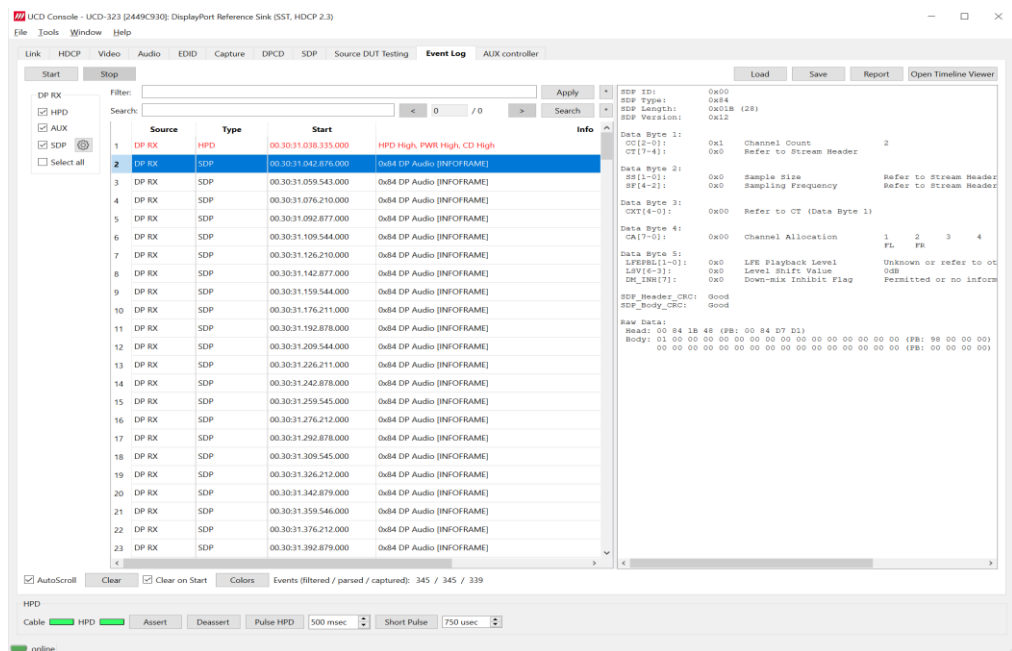 UCD Console - UCD-323 [2449C930]: DisplayPort Reference Sink (SST, HDCP 2.3)
File Tools Window Help
Link HDCP Video Audio EDID Capture DPCD SDP Source DUT Testing Event Log AUX controller
Start Stop Load Save Report Open Timeline Viewer
DP RX
HPD
AUX
SDP
Select all
Filter: Apply
Search: < 0 / 0 > Search
Source Type Start Info
1 DP RX HPD 00.30:31.038.335.000 HPD High, PWR High, CD High
2 DP RX SDP 00.30:31.042.876.000 0x84 DP Audio [INFOFRAME]
3 DP RX SDP 00.30:31.059.543.000 0x84 DP Audio [INFOFRAME]
4 DP RX SDP 00.30:31.076.210.000 0x84 DP Audio [INFOFRAME]
5 DP RX SDP 00.30:31.092.877.000 0x84 DP Audio [INFOFRAME]
6 DP RX SDP 00.30:31.109.544.000 0x84 DP Audio [INFOFRAME]
7 DP RX SDP 00.30:31.126.210.000 0x84 DP Audio [INFOFRAME]
8 DP RX SDP 00.30:31.142.877.000 0x84 DP Audio [INFOFRAME]
9 DP RX SDP 00.30:31.159.544.000 0x84 DP Audio [INFOFRAME]
10 DP RX SDP 00.30:31.176.211.000 0x84 DP Audio [INFOFRAME]
11 DP RX SDP 00.30:31.192.878.000 0x84 DP Audio [INFOFRAME]
12 DP RX SDP 00.30:31.209.544.000 0x84 DP Audio [INFOFRAME]
13 DP RX SDP 00.30:31.226.211.000 0x84 DP Audio [INFOFRAME]
14 DP RX SDP 00.30:31.242.878.000 0x84 DP Audio [INFOFRAME]
15 DP RX SDP 00.30:31.259.545.000 0x84 DP Audio [INFOFRAME]
16 DP RX SDP 00.30:31.276.212.000 0x84 DP Audio [INFOFRAME]
17 DP RX SDP 00.30:31.292.878.000 0x84 DP Audio [INFOFRAME]
18 DP RX SDP 00.30:31.309.545.000 0x84 DP Audio [INFOFRAME]
19 DP RX SDP 00.30:31.326.212.000 0x84 DP Audio [INFOFRAME]
20 DP RX SDP 00.30:31.342.879.000 0x84 DP Audio [INFOFRAME]
21 DP RX SDP 00.30:31.359.546.000 0x84 DP Audio [INFOFRAME]
22 DP RX SDP 00.30:31.376.212.000 0x84 DP Audio [INFOFRAME]
23 DP RX SDP 00.30:31.392.879.000 0x84 DP Audio [INFOFRAME]
SDP ID: 0x00
SDP Type: 0x84
SDP Length: 0x01B (28)
SDP Version: 0x12
Data Byte 1:
CC[2-0]: 0x1 Channel Count 2
CT[7-4]: 0x0 Refer to Stream Header
Data Byte 2:
SS[1-0]: 0x0 Sample Size Refer to Stream Header
SF[4-2]: 0x0 Sampling Frequency Refer to Stream Header
Data Byte 3:
CXT[4-0]: 0x00 Refer to CT (Data Byte 1)
Data Byte 4:
CA[7-0]: 0x00 Channel Allocation 1 2 3 4
FL FR
Data Byte 5:
LFEPBL[1-0]: 0x0 LFE Playback Level Unknown or refer to ot
LSV[6-3]: 0x0 Level Shift Value 0dB
DM_INH[7]: 0x0 Down-mix Inhibit Flag Permitted or no inform
SDP_Header_CRC: Good
SDP_Body_CRC: Good
Raw Data:
Head: 00 84 1B 48 (PB: 00 84 D7 D1)
Body: 01 00 00 00 00 00 00 00 00 00 00 00 00 00 00 00 (PB: 98 00 00 00)
00 00 00 00 00 00 00 00 00 00 00 00 00 00 00 00 (PB: 00 00 00 00)
AutoScroll Clear Clear on Start Colors Events (filtered / parsed / captured): 345 / 345 / 339
HPD
Cable HPD Assert Deassert Pulse HPD 500 msec Short Pulse 750 usec
online